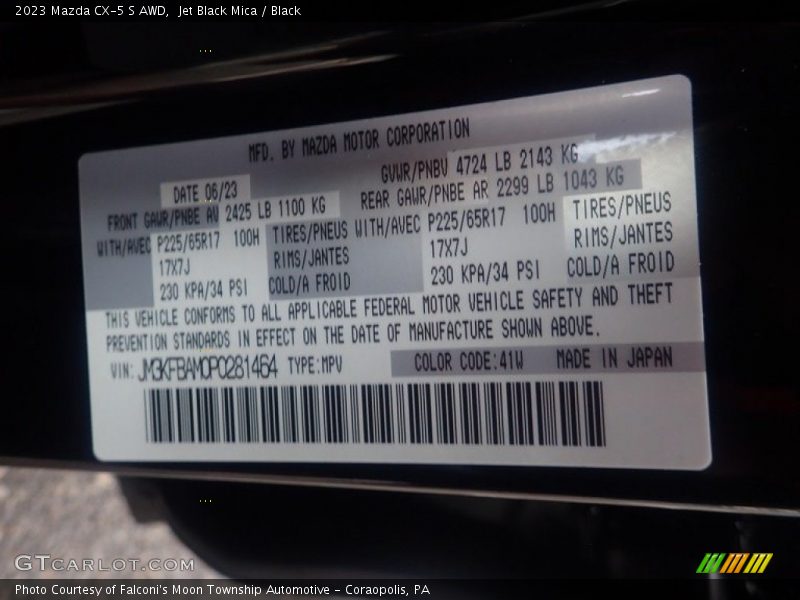 2023 Mazda CX-5 S AWD,  Jet Black Mica / Black
MFD. BY MAZDA MOTOR CORPORATION
DATE 06/23
GVWR/PNBV 4724 LB 2143 KG
FRONT GAWR/PNBE AV 2425 LB 1100 KG
REAR GAWR/PNBE AR 2299 LB 1043 KG
WITH/AVEC P225/65R17 100H TIRES/PNEUS WITH/AVEC P225/65R17 100H TIRES/PNEUS
17X7J RIMS/JANTES 17X7J RIMS/JANTES
230 KPA/34 PSI COLD/A FROID 230 KPA/34 PSI COLD/A FROID
THIS VEHICLE CONFORMS TO ALL APPLICABLE FEDERAL MOTOR VEHICLE SAFETY AND THEFT
PREVENTION STANDARDS IN EFFECT ON THE DATE OF MANUFACTURE SHOWN ABOVE.
VIN: JM3KFBAM0P0281464 TYPE:MPV COLOR CODE:41W MADE IN JAPAN
GTCARLOT.COM
Photo Courtesy of Falconi's Moon Township Automotive – Coraopolis, PA